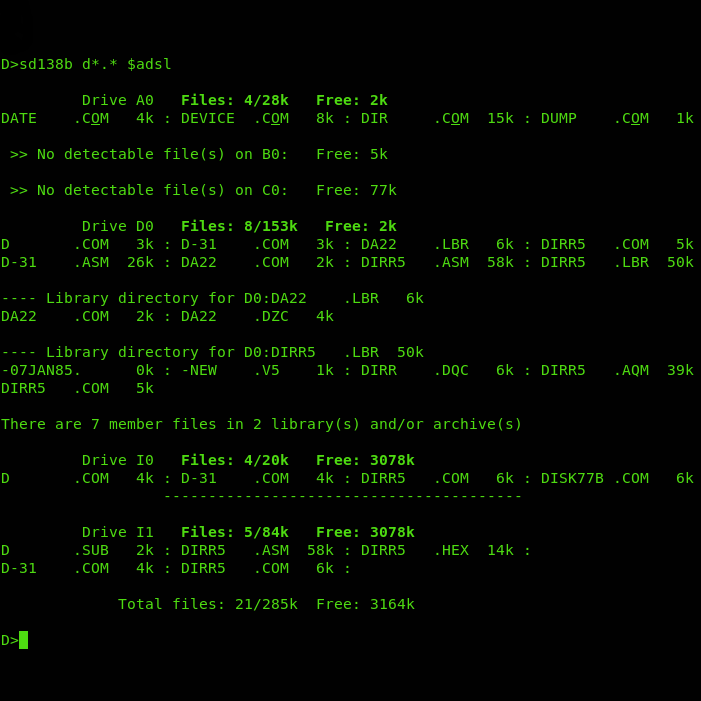 D>sd138b d*.* $adsl
         Drive A0   Files: 4/28k   Free: 2k
DATE    .COM   4k : DEVICE  .COM   8k : DIR     .COM  15k : DUMP    .COM   1k
 >> No detectable file(s) on B0:   Free: 5k
 >> No detectable file(s) on C0:   Free: 77k
         Drive D0   Files: 8/153k   Free: 2k
D       .COM   3k : D-31    .COM   3k : DA22    .LBR   6k : DIRR5   .COM   5k
D-31    .ASM  26k : DA22    .COM   2k : DIRR5   .ASM  58k : DIRR5   .LBR  50k
---- Library directory for D0:DA22    .LBR   6k
DA22    .COM   2k : DA22    .DZC   4k
---- Library directory for D0:DIRR5   .LBR  50k
-07JAN85.      0k : -NEW    .V5    1k : DIRR    .DQC   6k : DIRR5   .AQM  39k
DIRR5   .COM   5k
There are 7 member files in 2 library(s) and/or archive(s)
         Drive I0   Files: 4/20k   Free: 3078k
D       .COM   4k : D-31    .COM   4k : DIRR5   .COM   6k : DISK77B .COM   6k
                  ----------------------------------------
         Drive I1   Files: 5/84k   Free: 3078k
D       .SUB   2k : DIRR5   .ASM  58k : DIRR5   .HEX  14k :
D-31    .COM   4k : DIRR5   .COM   6k :
             Total files: 21/285k  Free: 3164k
D>